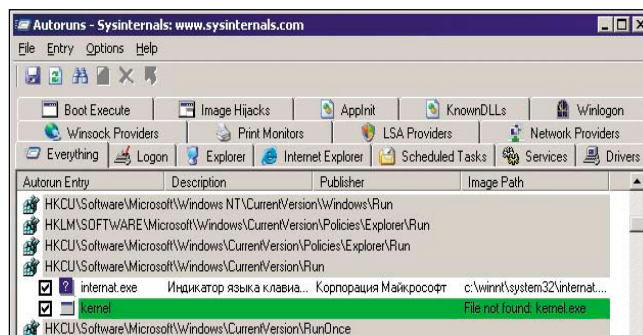 Autoruns - Sysinternals: www.sysinternals.com
File Entry Options Help
Boot Execute Image Hijacks AppInit KnownDLLs Winlogon
Winsock Providers Print Monitors LSA Providers Network Providers
Everything Logon Explorer Internet Explorer Scheduled Tasks Services Drivers
Autorun Entry Description Publisher Image Path
HKCU\Software\Microsoft\Windows NT\CurrentVersion\Windows\Run
HKLM\SOFTWARE\Microsoft\Windows\CurrentVersion\Policies\Explorer\Run
HKCU\Software\Microsoft\Windows\CurrentVersion\Policies\Explorer\Run
HKCU\Software\Microsoft\Windows\CurrentVersion\Run
internat.exe Индикатор языка клавиа... Корпорация Майкрософт c:\winnt\system32\internat....
kernel File not found: kernel.exe
HKCU\Software\Microsoft\Windows\CurrentVersion\RunOnce